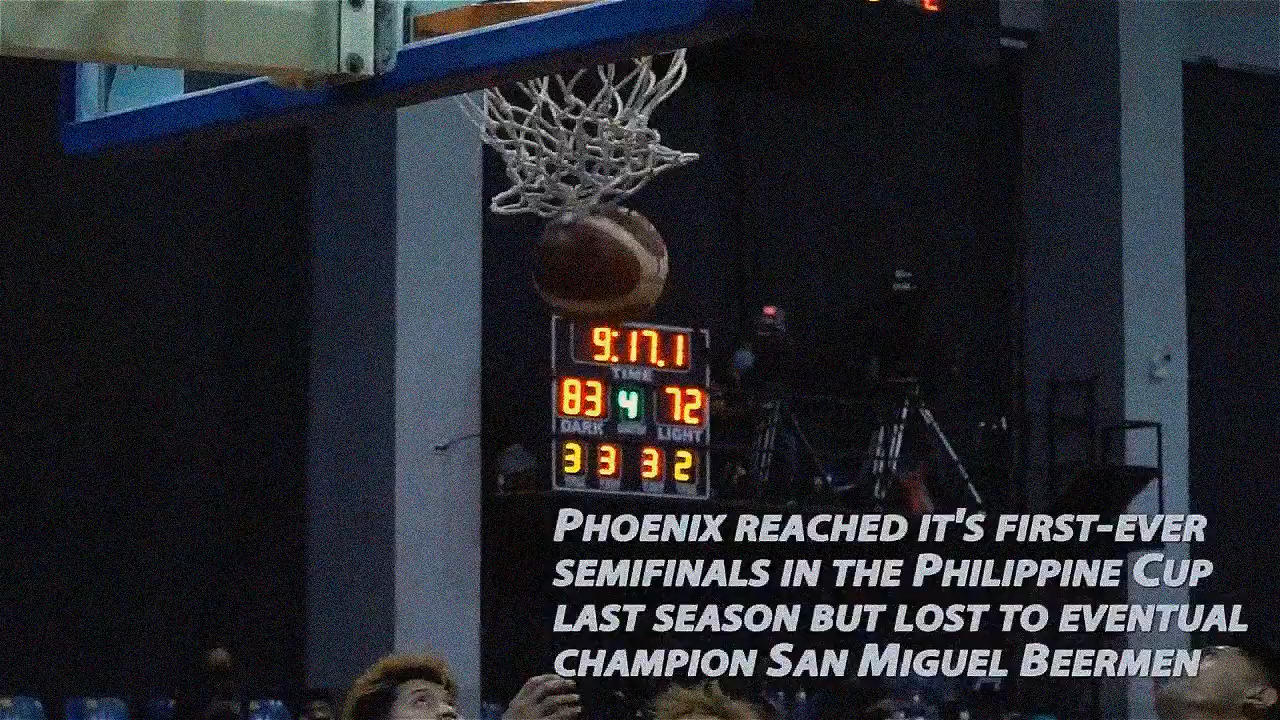 9:17.1
TIME
83 4 72
DARK LIGHT
3 3 3 2
PHOENIX REACHED IT'S FIRST-EVER
SEMIFINALS IN THE PHILIPPINE CUP
LAST SEASON BUT LOST TO EVENTUAL
CHAMPION SAN MIGUEL BEERMEN